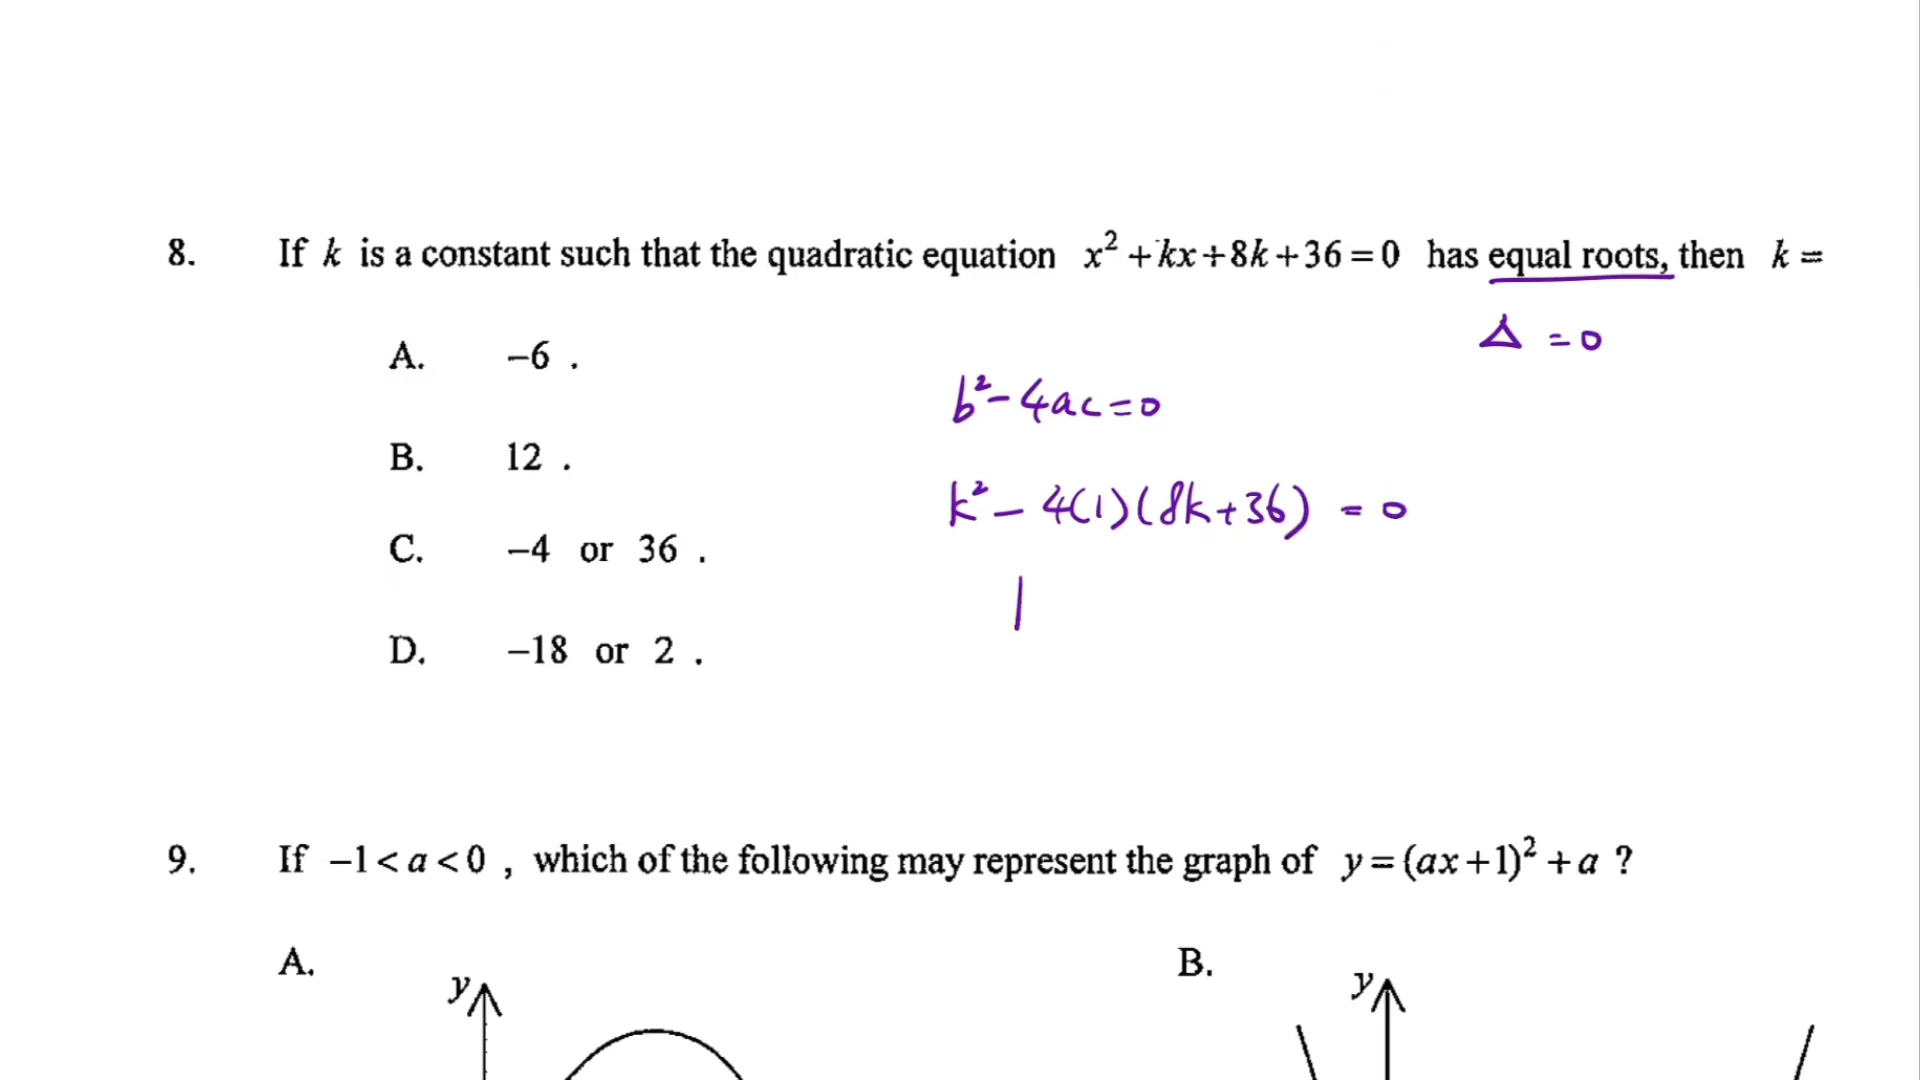 8. If k is a constant such that the quadratic equation x² + kx + 8k + 36 = 0 has equal roots, then k =
Δ = 0
A. −6 .
b² − 4ac = 0
B. 12 .
k² − 4(1)(8k + 36) = 0
C. −4 or 36 .
D. −18 or 2 .
9. If −1 < a < 0 , which of the following may represent the graph of y = (ax + 1)² + a ?
A. B.
y y